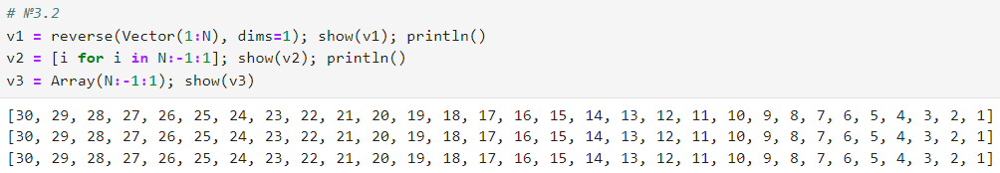 # №3.2
v1 = reverse(Vector(1:N), dims=1); show(v1); println()
v2 = [i for i in N:-1:1]; show(v2); println()
v3 = Array(N:-1:1); show(v3)
[30, 29, 28, 27, 26, 25, 24, 23, 22, 21, 20, 19, 18, 17, 16, 15, 14, 13, 12, 11, 10, 9, 8, 7, 6, 5, 4, 3, 2, 1]
[30, 29, 28, 27, 26, 25, 24, 23, 22, 21, 20, 19, 18, 17, 16, 15, 14, 13, 12, 11, 10, 9, 8, 7, 6, 5, 4, 3, 2, 1]
[30, 29, 28, 27, 26, 25, 24, 23, 22, 21, 20, 19, 18, 17, 16, 15, 14, 13, 12, 11, 10, 9, 8, 7, 6, 5, 4, 3, 2, 1]